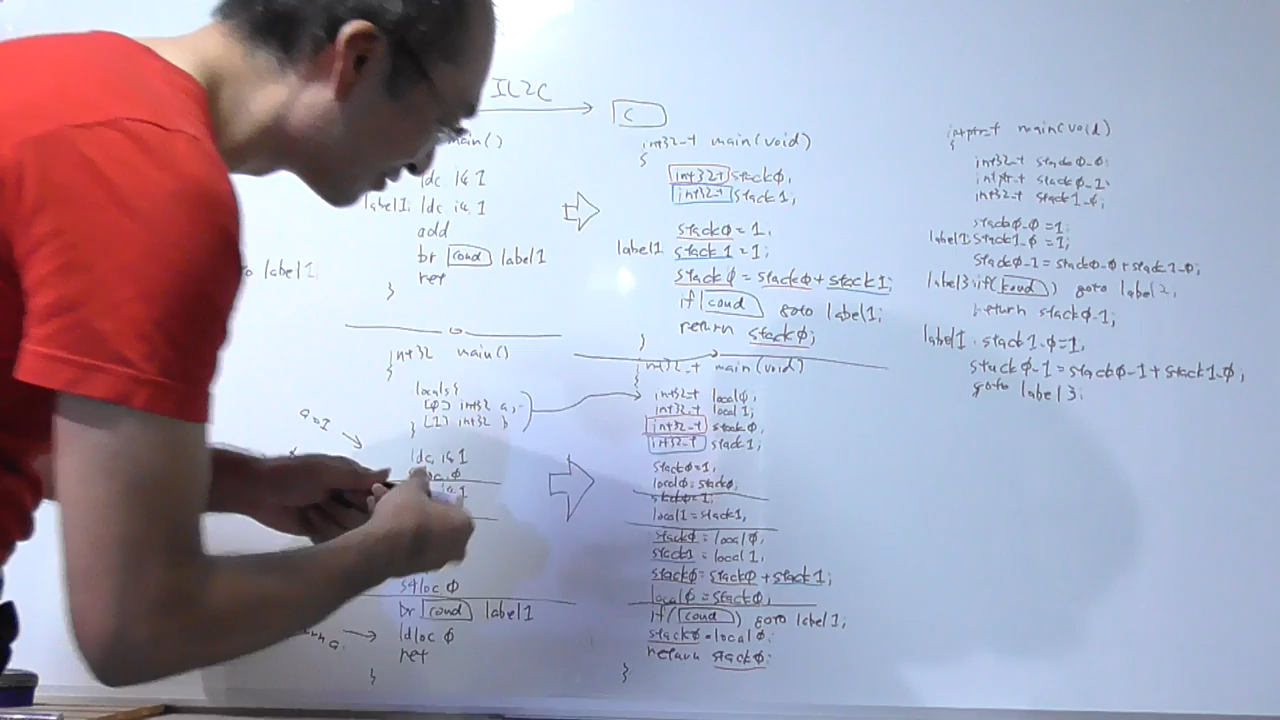 IL2C
C
main()
ldc i4 1
label1: ldc i4 1
add
br cond label1
ret
}
label1
int32_t main(void)
{
int32_t stack0,
int32_t stack1;
stack0 = 1,
label1 stack1 = 1;
stack0 = stack0 + stack1;
if( cond goto label1;
return stack0;
}
intptr_t main(void)
{
int32_t stack0_0;
intptr_t stack0_1;
int32_t stack1_0;
stack0_0 = 1;
label1: stack1_0 = 1;
stack0_1 = stack0_0 + stack1_0;
label3: if( cond ) goto label2,
return stack0_1;
label1. stack1_0 = 1,
stack0_1 = stack0_1 + stack1_0,
goto label3;
int32 main()
{
locals{
[0] int32 a,
[1] int32 b
}
ldc i4 1
0
1
stloc 0
br cond label1
ldloc 0
ret
}
int32_t main(void)
{
int32_t local0,
int32_t local1;
int32_t stack0,
int32_t stack1;
stack0 = 1,
local0 = stack0,
stack0 = 1;
local1 = stack1,
stack0 = local0,
stack1 = local1,
stack0 = stack0 + stack1;
local0 = stack0,
if( cond ) goto label1;
stack0 = local0;
return stack0;
}